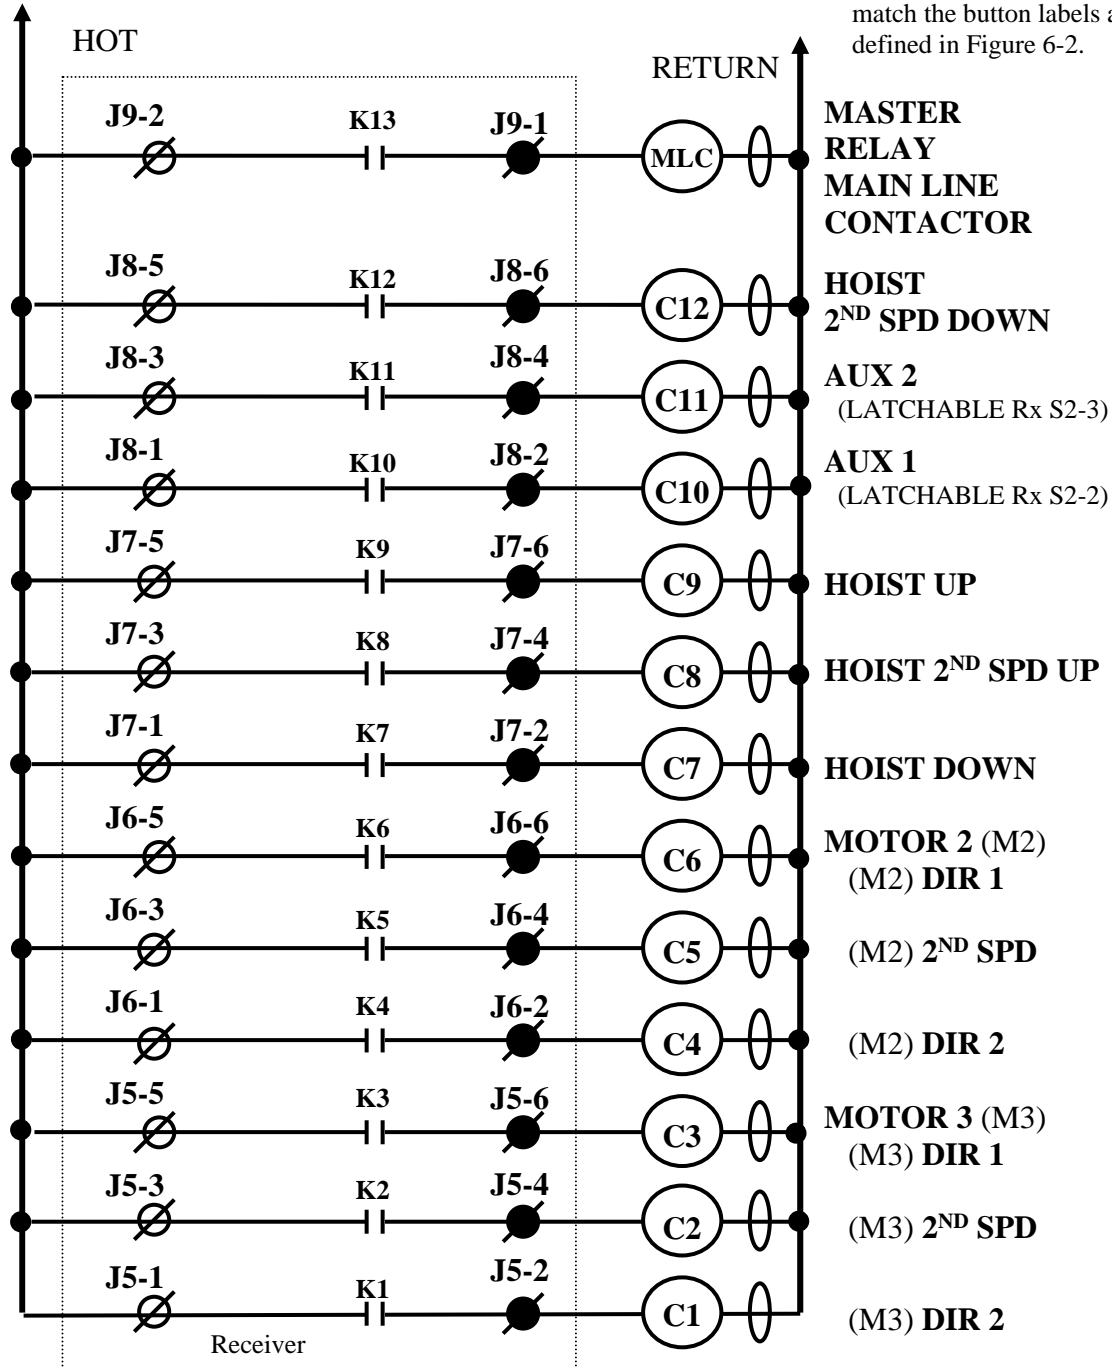 match the button labels a
defined in Figure 6-2.
HOT
RETURN
J9-2 K13 J9-1 MLC MASTER
RELAY
MAIN LINE
CONTACTOR
J8-5 K12 J8-6 C12 HOIST
2ND SPD DOWN
J8-3 K11 J8-4 C11 AUX 2
(LATCHABLE Rx S2-3)
J8-1 K10 J8-2 C10 AUX 1
(LATCHABLE Rx S2-2)
J7-5 K9 J7-6 C9 HOIST UP
J7-3 K8 J7-4 C8 HOIST 2ND SPD UP
J7-1 K7 J7-2 C7 HOIST DOWN
J6-5 K6 J6-6 C6 MOTOR 2 (M2)
(M2) DIR 1
J6-3 K5 J6-4 C5 (M2) 2ND SPD
J6-1 K4 J6-2 C4 (M2) DIR 2
J5-5 K3 J5-6 C3 MOTOR 3 (M3)
(M3) DIR 1
J5-3 K2 J5-4 C2 (M3) 2ND SPD
J5-1 K1 J5-2 C1 (M3) DIR 2
Receiver